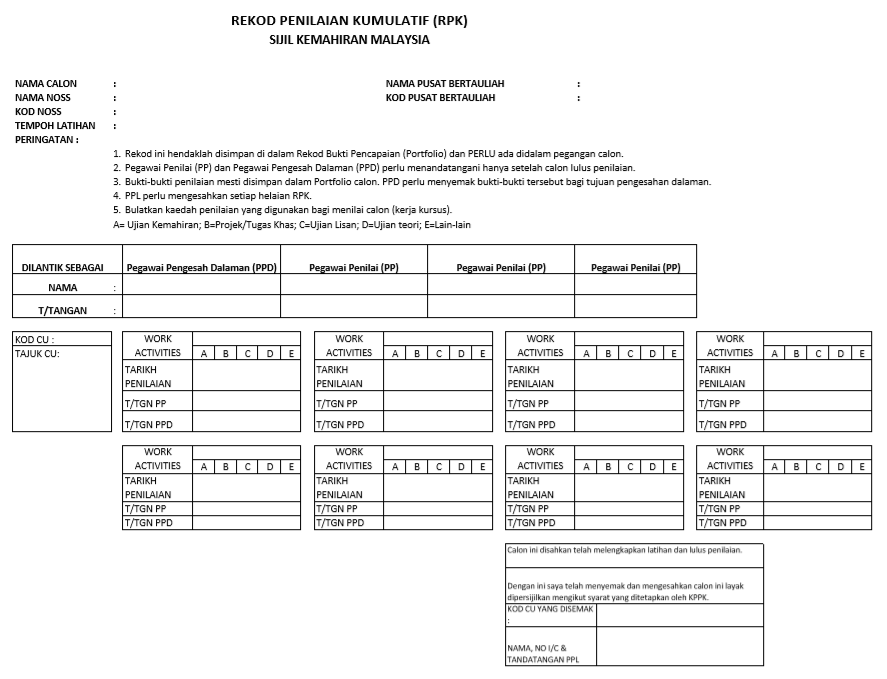 REKOD PENILAIAN KUMULATIF (RPK)
SIJIL KEMAHIRAN MALAYSIA
NAMA CALON : NAMA PUSAT BERTAULIAH :
NAMA NOSS : KOD PUSAT BERTAULIAH :
KOD NOSS :
TEMPOH LATIHAN :
PERINGATAN :
1. Rekod ini hendaklah disimpan di dalam Rekod Bukti Pencapaian (Portfolio) dan PERLU ada didalam pegangan calon.
2. Pegawai Penilai (PP) dan Pegawai Pengesah Dalaman (PPD) perlu menandatangani hanya setelah calon lulus penilaian.
3. Bukti-bukti penilaian mesti disimpan dalam Portfolio calon. PPD perlu menyemak bukti-bukti tersebut bagi tujuan pengesahan dalaman.
4. PPL perlu mengesahkan setiap helaian RPK.
5. Bulatkan kaedah penilaian yang digunakan bagi menilai calon (kerja kursus).
A= Ujian Kemahiran; B=Projek/Tugas Khas; C=Ujian Lisan; D=Ujian teori; E=Lain-lain
DILANTIK SEBAGAI Pegawai Pengesah Dalaman (PPD) Pegawai Penilai (PP) Pegawai Penilai (PP) Pegawai Penilai (PP)
NAMA :
T/TANGAN :
KOD CU : WORK WORK WORK WORK
TAJUK CU: ACTIVITIES A B C D E ACTIVITIES A B C D E ACTIVITIES A B C D E ACTIVITIES A B C D E
TARIKH TARIKH TARIKH TARIKH
PENILAIAN PENILAIAN PENILAIAN PENILAIAN
T/TGN PP T/TGN PP T/TGN PP T/TGN PP
T/TGN PPD T/TGN PPD T/TGN PPD T/TGN PPD
WORK WORK WORK WORK
ACTIVITIES A B C D E ACTIVITIES A B C D E ACTIVITIES A B C D E ACTIVITIES A B C D E
TARIKH TARIKH TARIKH TARIKH
PENILAIAN PENILAIAN PENILAIAN PENILAIAN
T/TGN PP T/TGN PP T/TGN PP T/TGN PP
T/TGN PPD T/TGN PPD T/TGN PPD T/TGN PPD
Calon ini disahkan telah melengkapkan latihan dan lulus penilaian.
Dengan ini saya telah menyemak dan mengesahkan calon ini layak
dipersijilkan mengikut syarat yang ditetapkan oleh KPPK.
KOD CU YANG DISEMAK
:
NAMA, NO I/C &
TANDATANGAN PPL